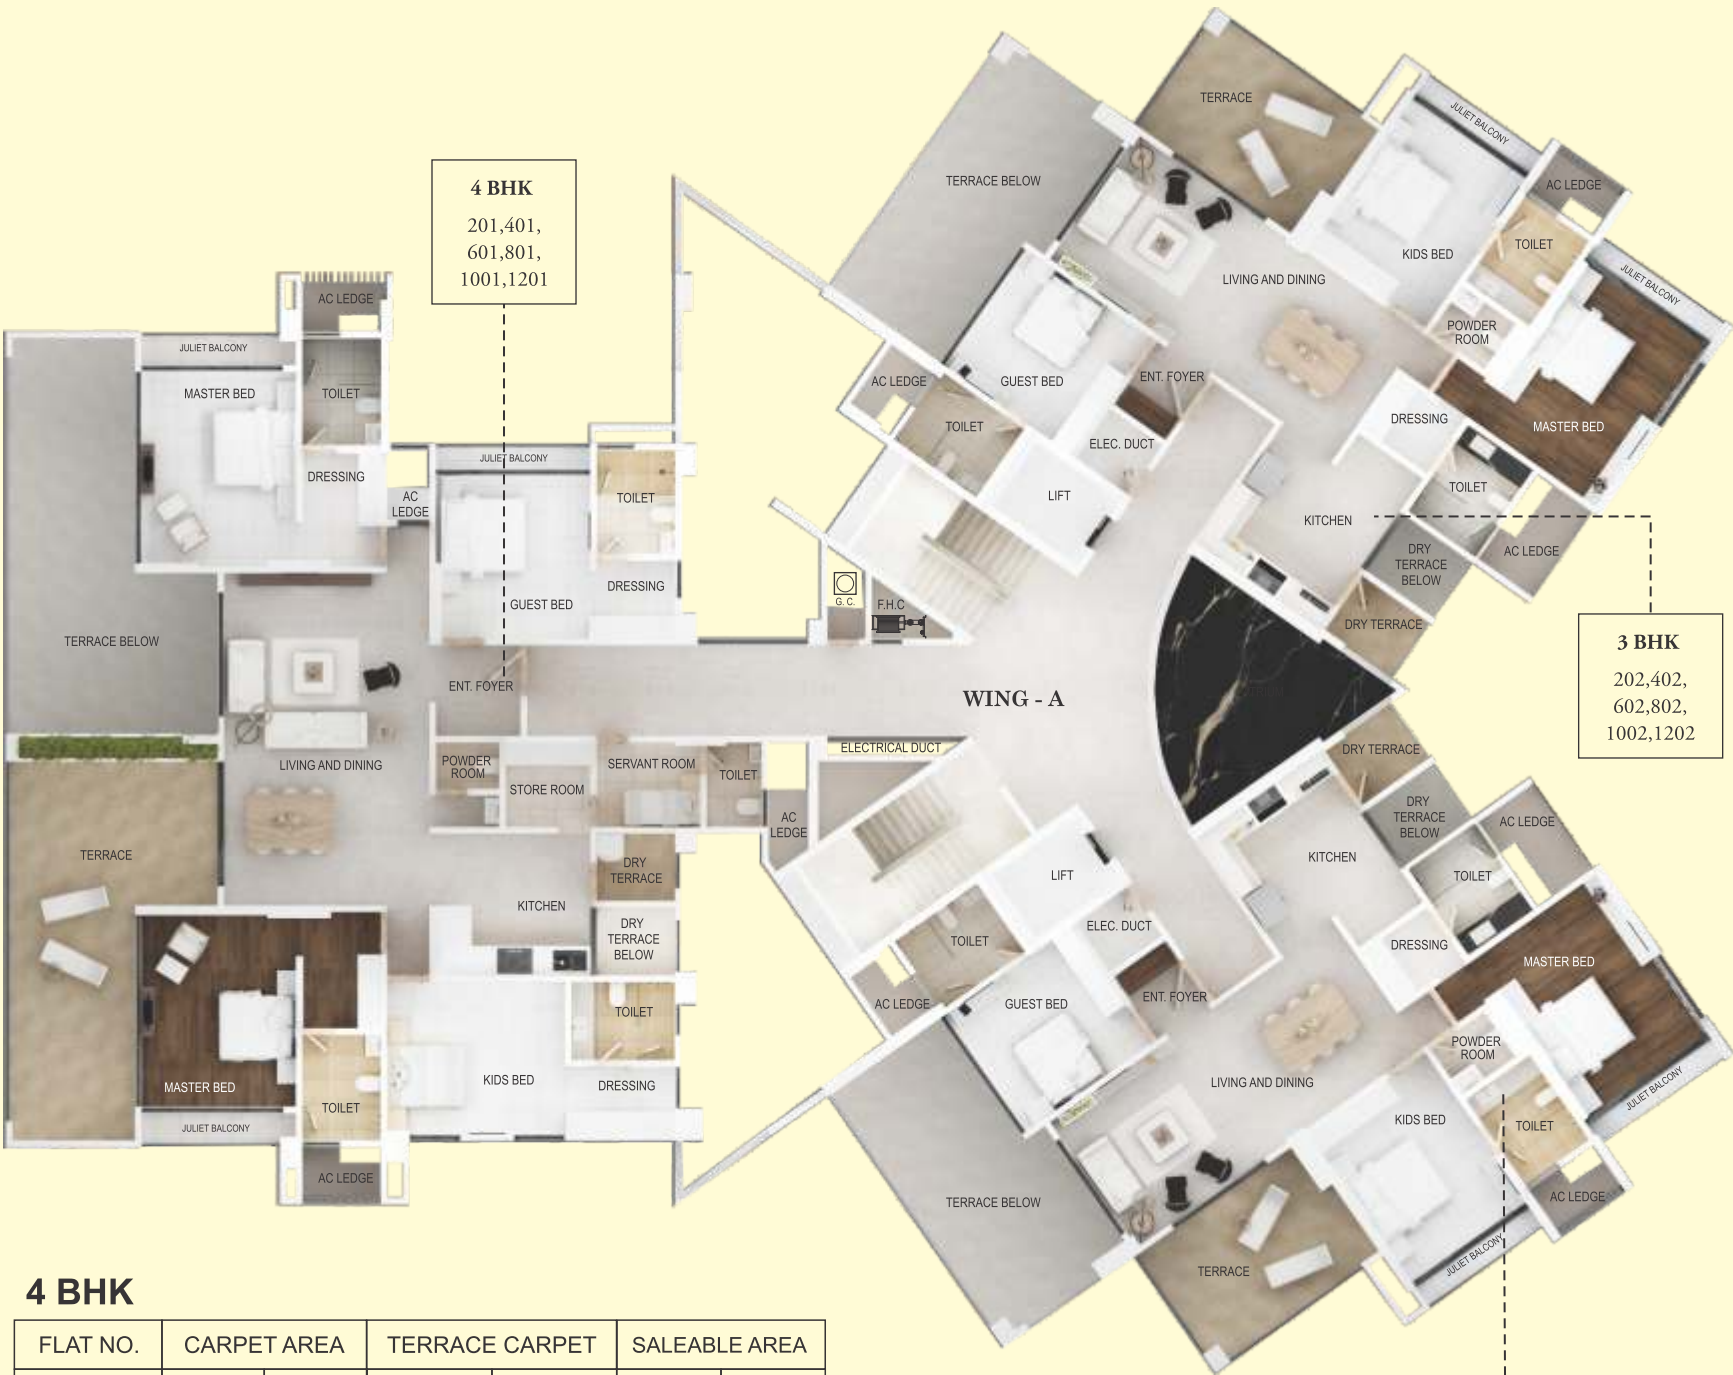 4 BHK
201,401,
601,801,
1001,1201
AC LEDGE
JULIET BALCONY
MASTER BED
TOILET
DRESSING
AC
LEDGE
JULIET BALCONY
TOILET
DRESSING
GUEST BED
TERRACE BELOW
ENT. FOYER
LIVING AND DINING
POWDER
ROOM
STORE ROOM
SERVANT ROOM
TOILET
AC
LEDGE
TERRACE
DRY
TERRACE
KITCHEN
DRY
TERRACE
BELOW
TOILET
MASTER BED
KIDS BED
DRESSING
TOILET
JULIET BALCONY
AC LEDGE
G. C.
F.H.C
WING - A
ELECTRICAL DUCT
TERRACE
JULIET BALCONY
TERRACE BELOW
AC LEDGE
KIDS BED
TOILET
JULIET BALCONY
LIVING AND DINING
POWDER
ROOM
GUEST BED
ENT. FOYER
AC LEDGE
DRESSING
MASTER BED
TOILET
ELEC. DUCT
LIFT
TOILET
KITCHEN
AC LEDGE
DRY
TERRACE
BELOW
DRY TERRACE
3 BHK
202,402,
602,802,
1002,1202
DRY TERRACE
DRY
TERRACE
BELOW
AC LEDGE
KITCHEN
LIFT
TOILET
ELEC. DUCT
TOILET
DRESSING
MASTER BED
AC LEDGE
GUEST BED
ENT. FOYER
POWDER
ROOM
LIVING AND DINING
JULIET BALCONY
KIDS BED
TOILET
AC LEDGE
TERRACE BELOW
JULIET BALCONY
TERRACE
4 BHK
FLAT NO.
CARPET AREA
TERRACE CARPET
SALEABLE AREA